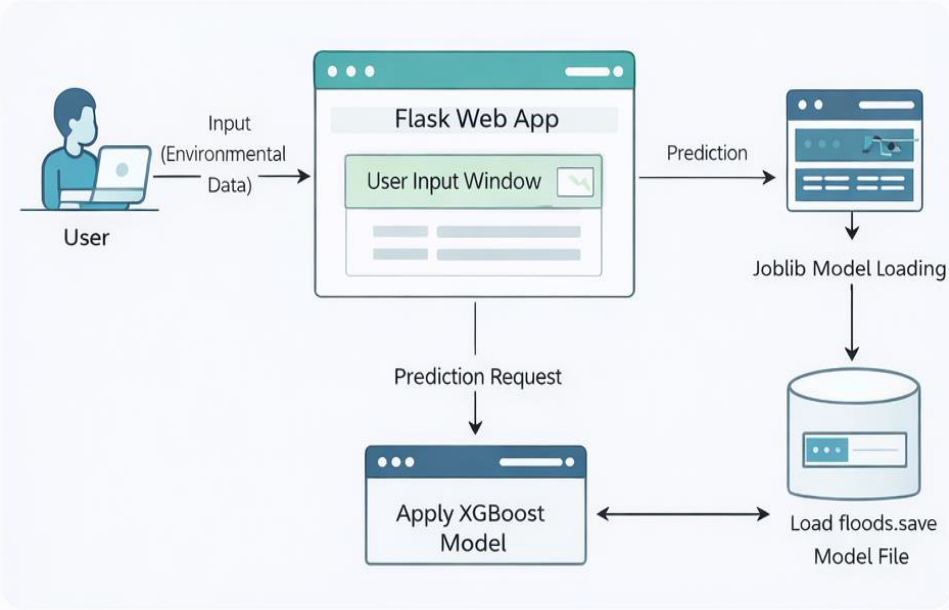 Input
(Environmental
Data)
User
Flask Web App
User Input Window
Prediction
Joblib Model Loading
Prediction Request
Apply XGBoost
Model
Load floods.save
Model File